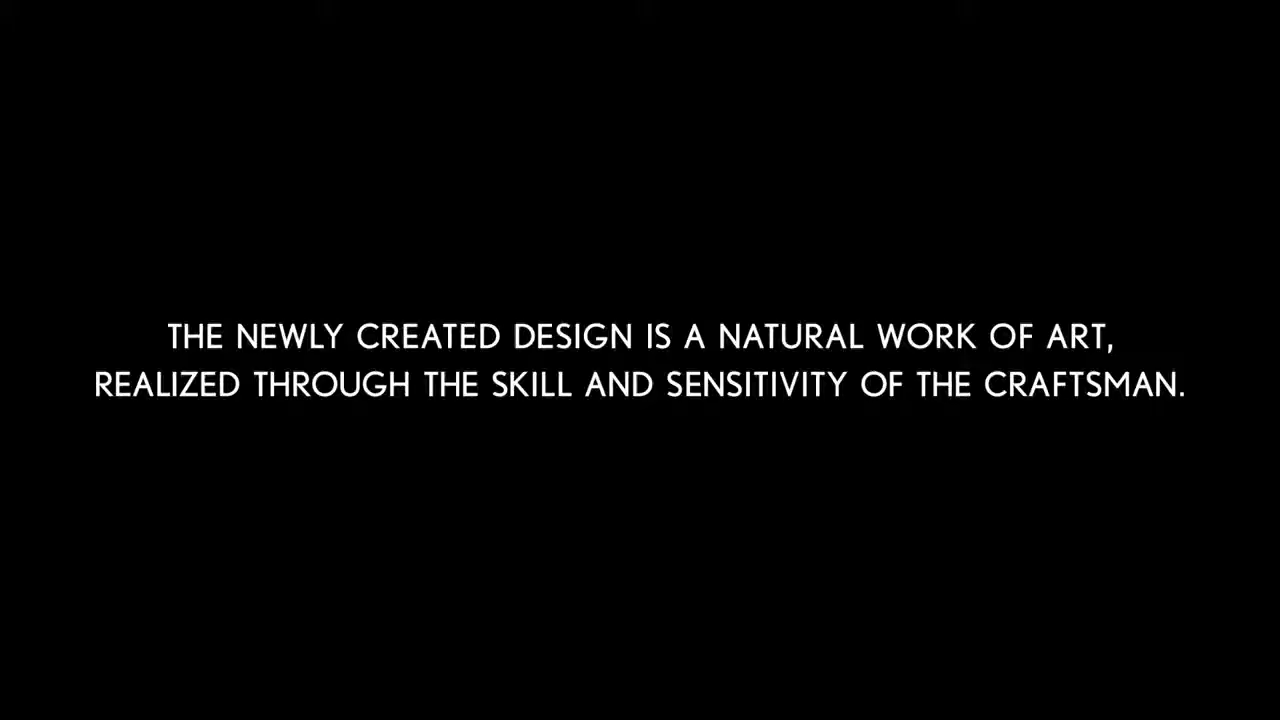 THE NEWLY CREATED DESIGN IS A NATURAL WORK OF ART,
REALIZED THROUGH THE SKILL AND SENSITIVITY OF THE CRAFTSMAN.